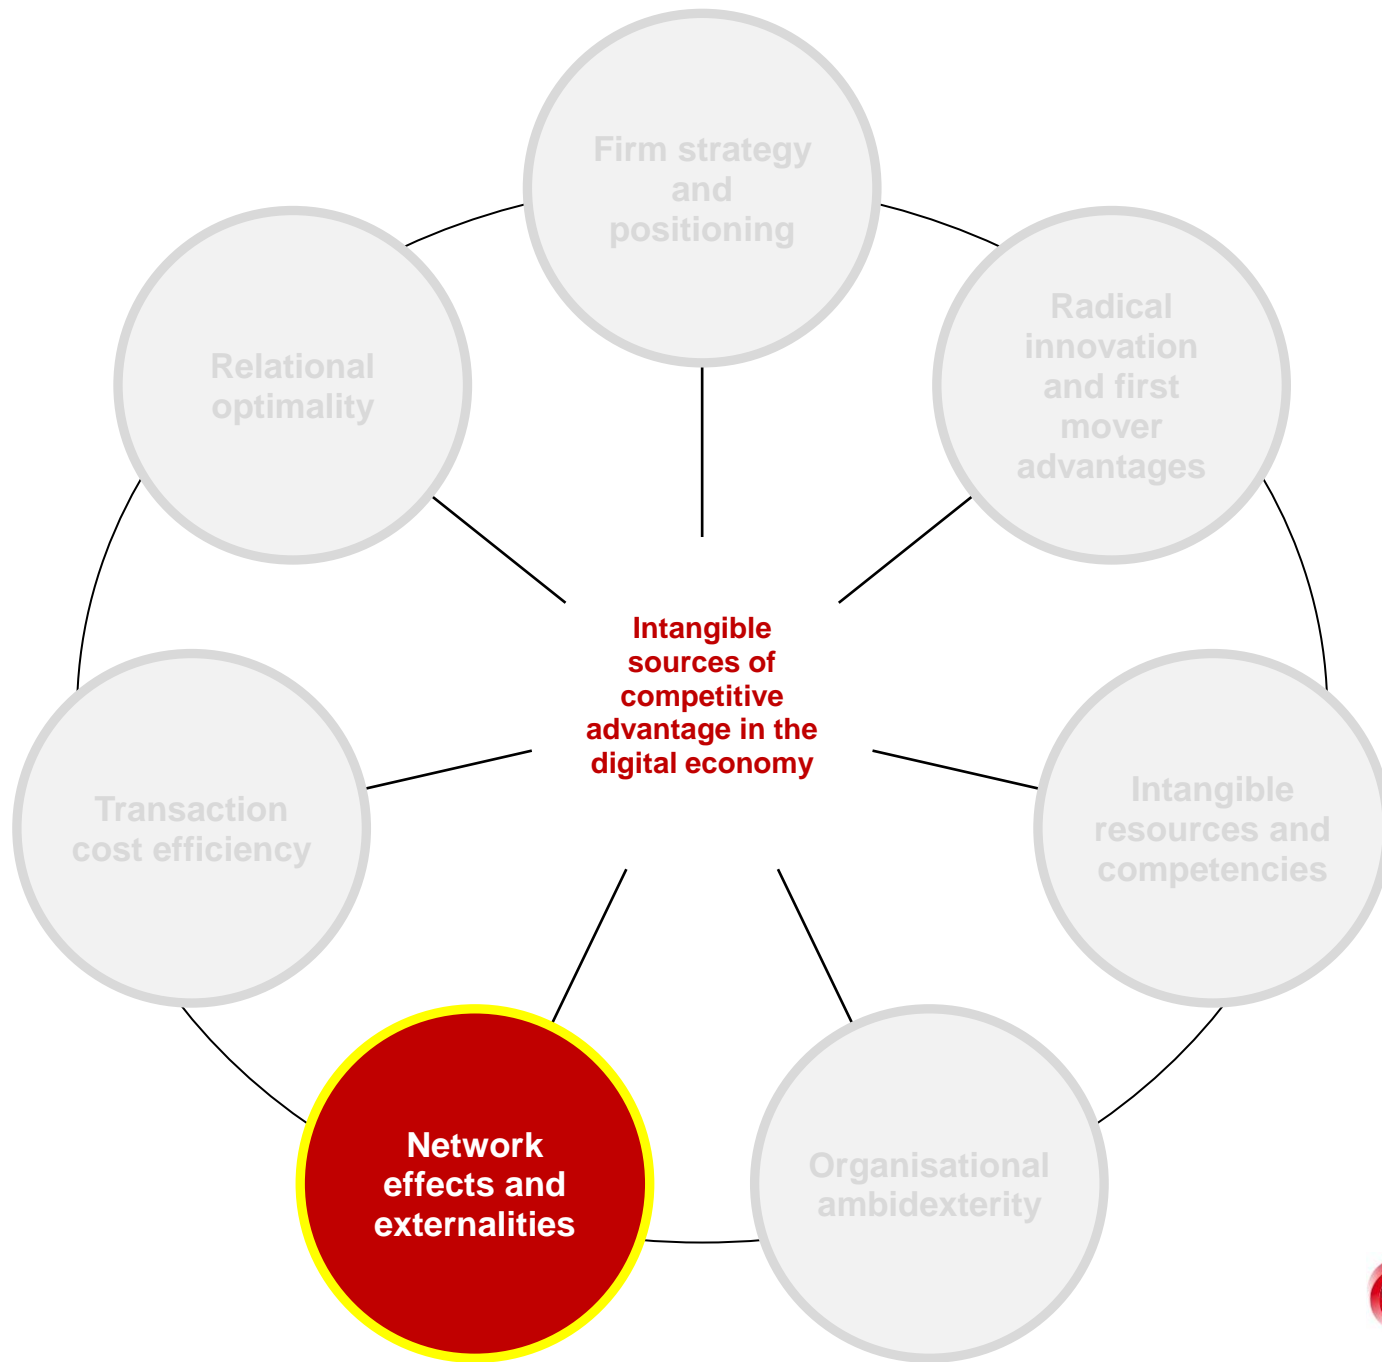 Firm strategy
and
positioning
Radical
innovation
and first
mover
advantages
Relational
optimality
Intangible
sources of
competitive
advantage in the
digital economy
Transaction
cost efficiency
Intangible
resources and
competencies
Network
effects and
externalities
Organisational
ambidexterity